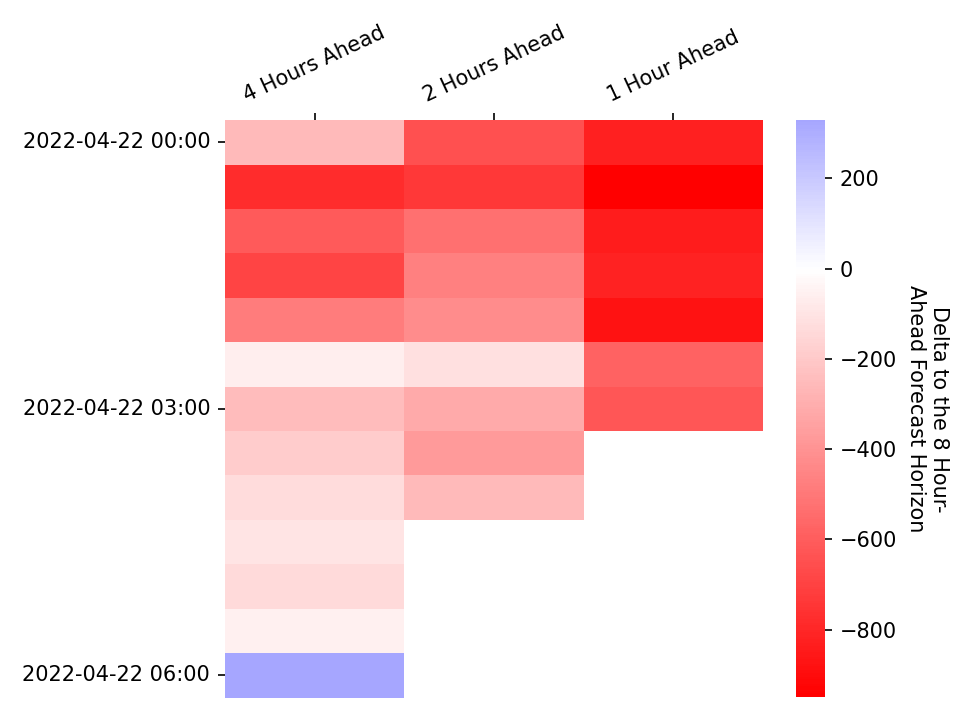 4 Hours Ahead
2 Hours Ahead
1 Hour Ahead
2022-04-22 00:00
2022-04-22 03:00
2022-04-22 06:00
200
0
−200
−400
−600
−800
Delta to the 8 Hour-
Ahead Forecast Horizon